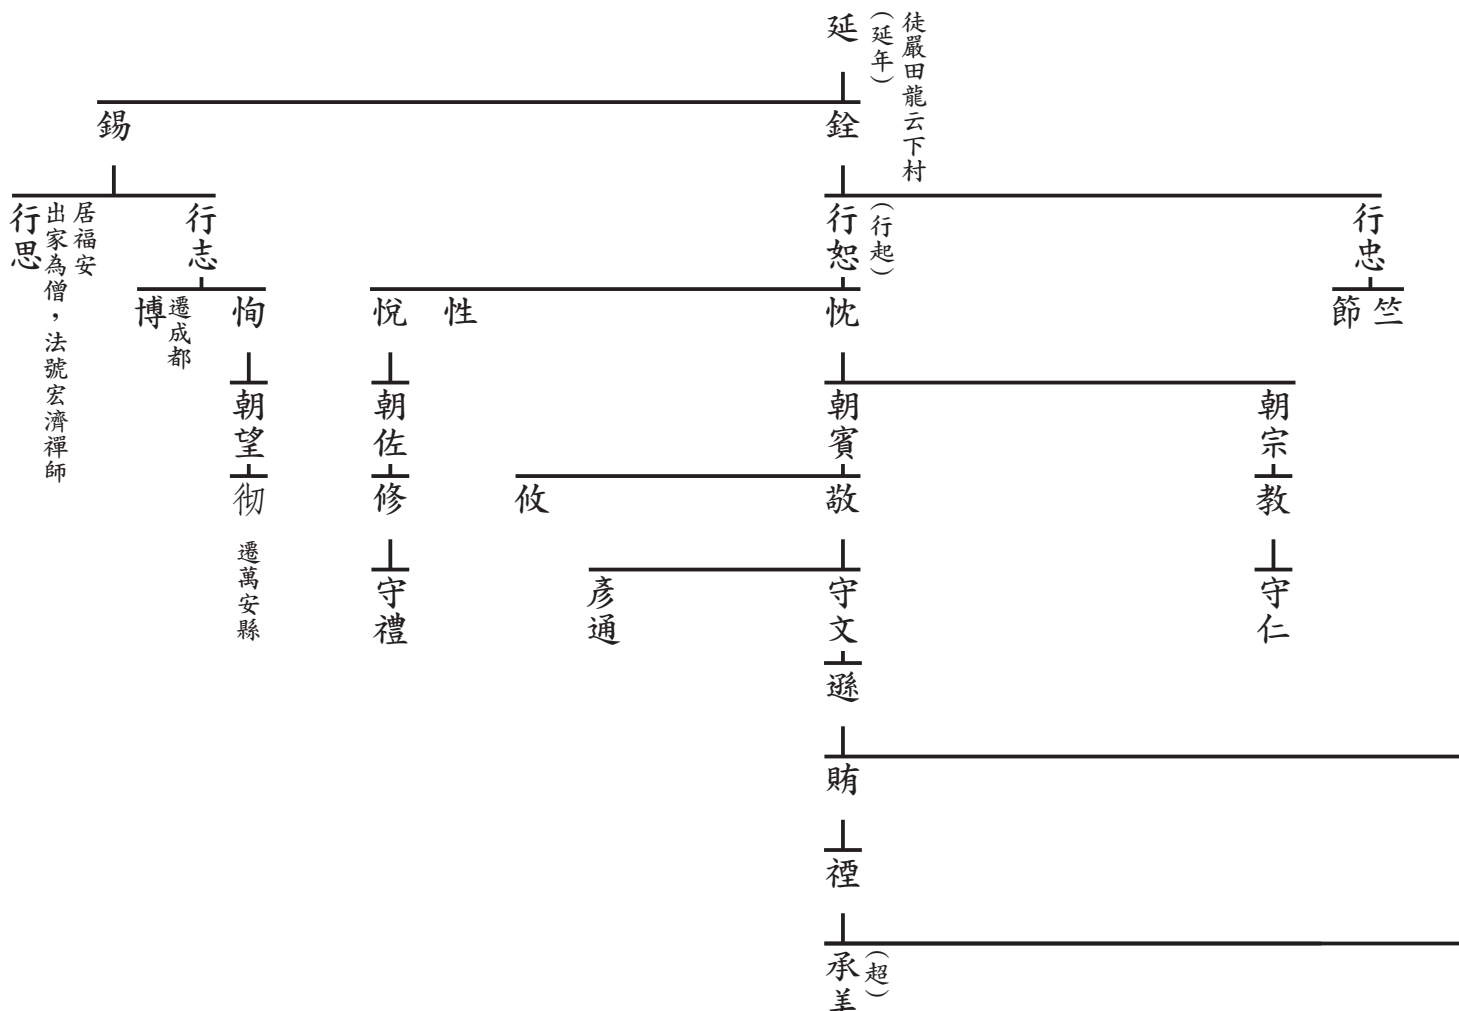 徒嚴田龍云下村
(延年)
延
銓
錫
行忠
(行起)
行恕
行志
居福安
出家為僧，法號宏濟禪師
行思
竺
節
忱
性
悅
恂
遷成都
博
朝宗
朝賓
朝佐
朝望
教
敬
攸
修
彻
遷萬安縣
守仁
守文
彥通
守禮
遜
賄
禋
(超)
承美